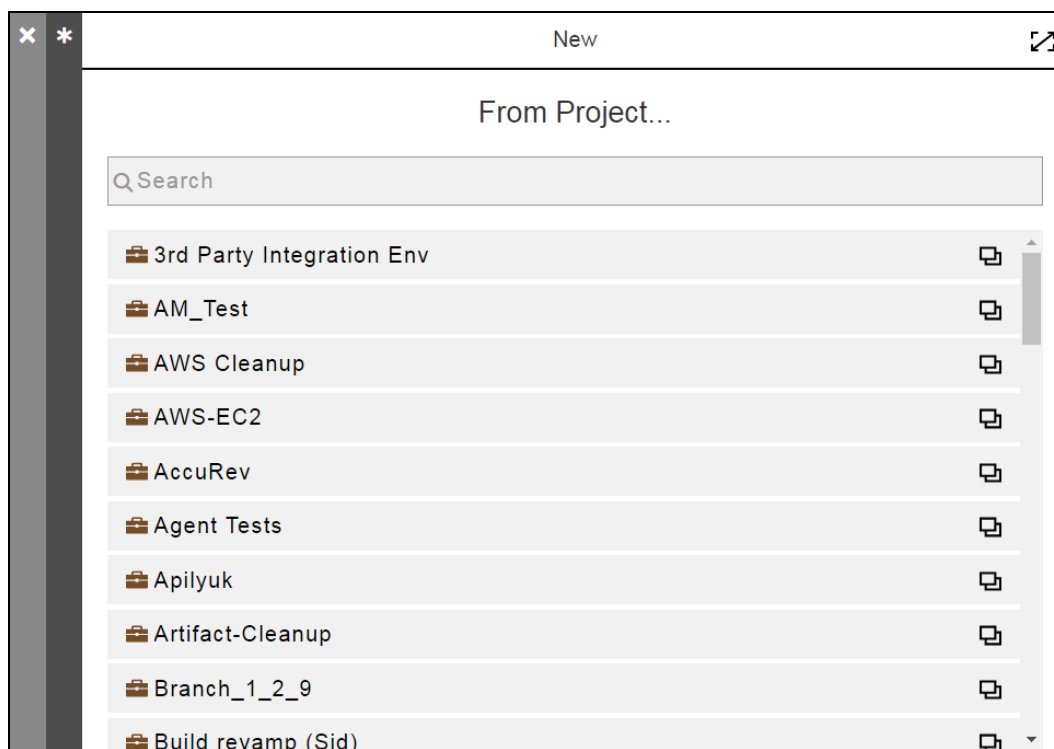 New
From Project...
Search
3rd Party Integration Env
AM_Test
AWS Cleanup
AWS-EC2
AccuRev
Agent Tests
Apilyuk
Artifact-Cleanup
Branch_1_2_9
Build revamp (Sid)